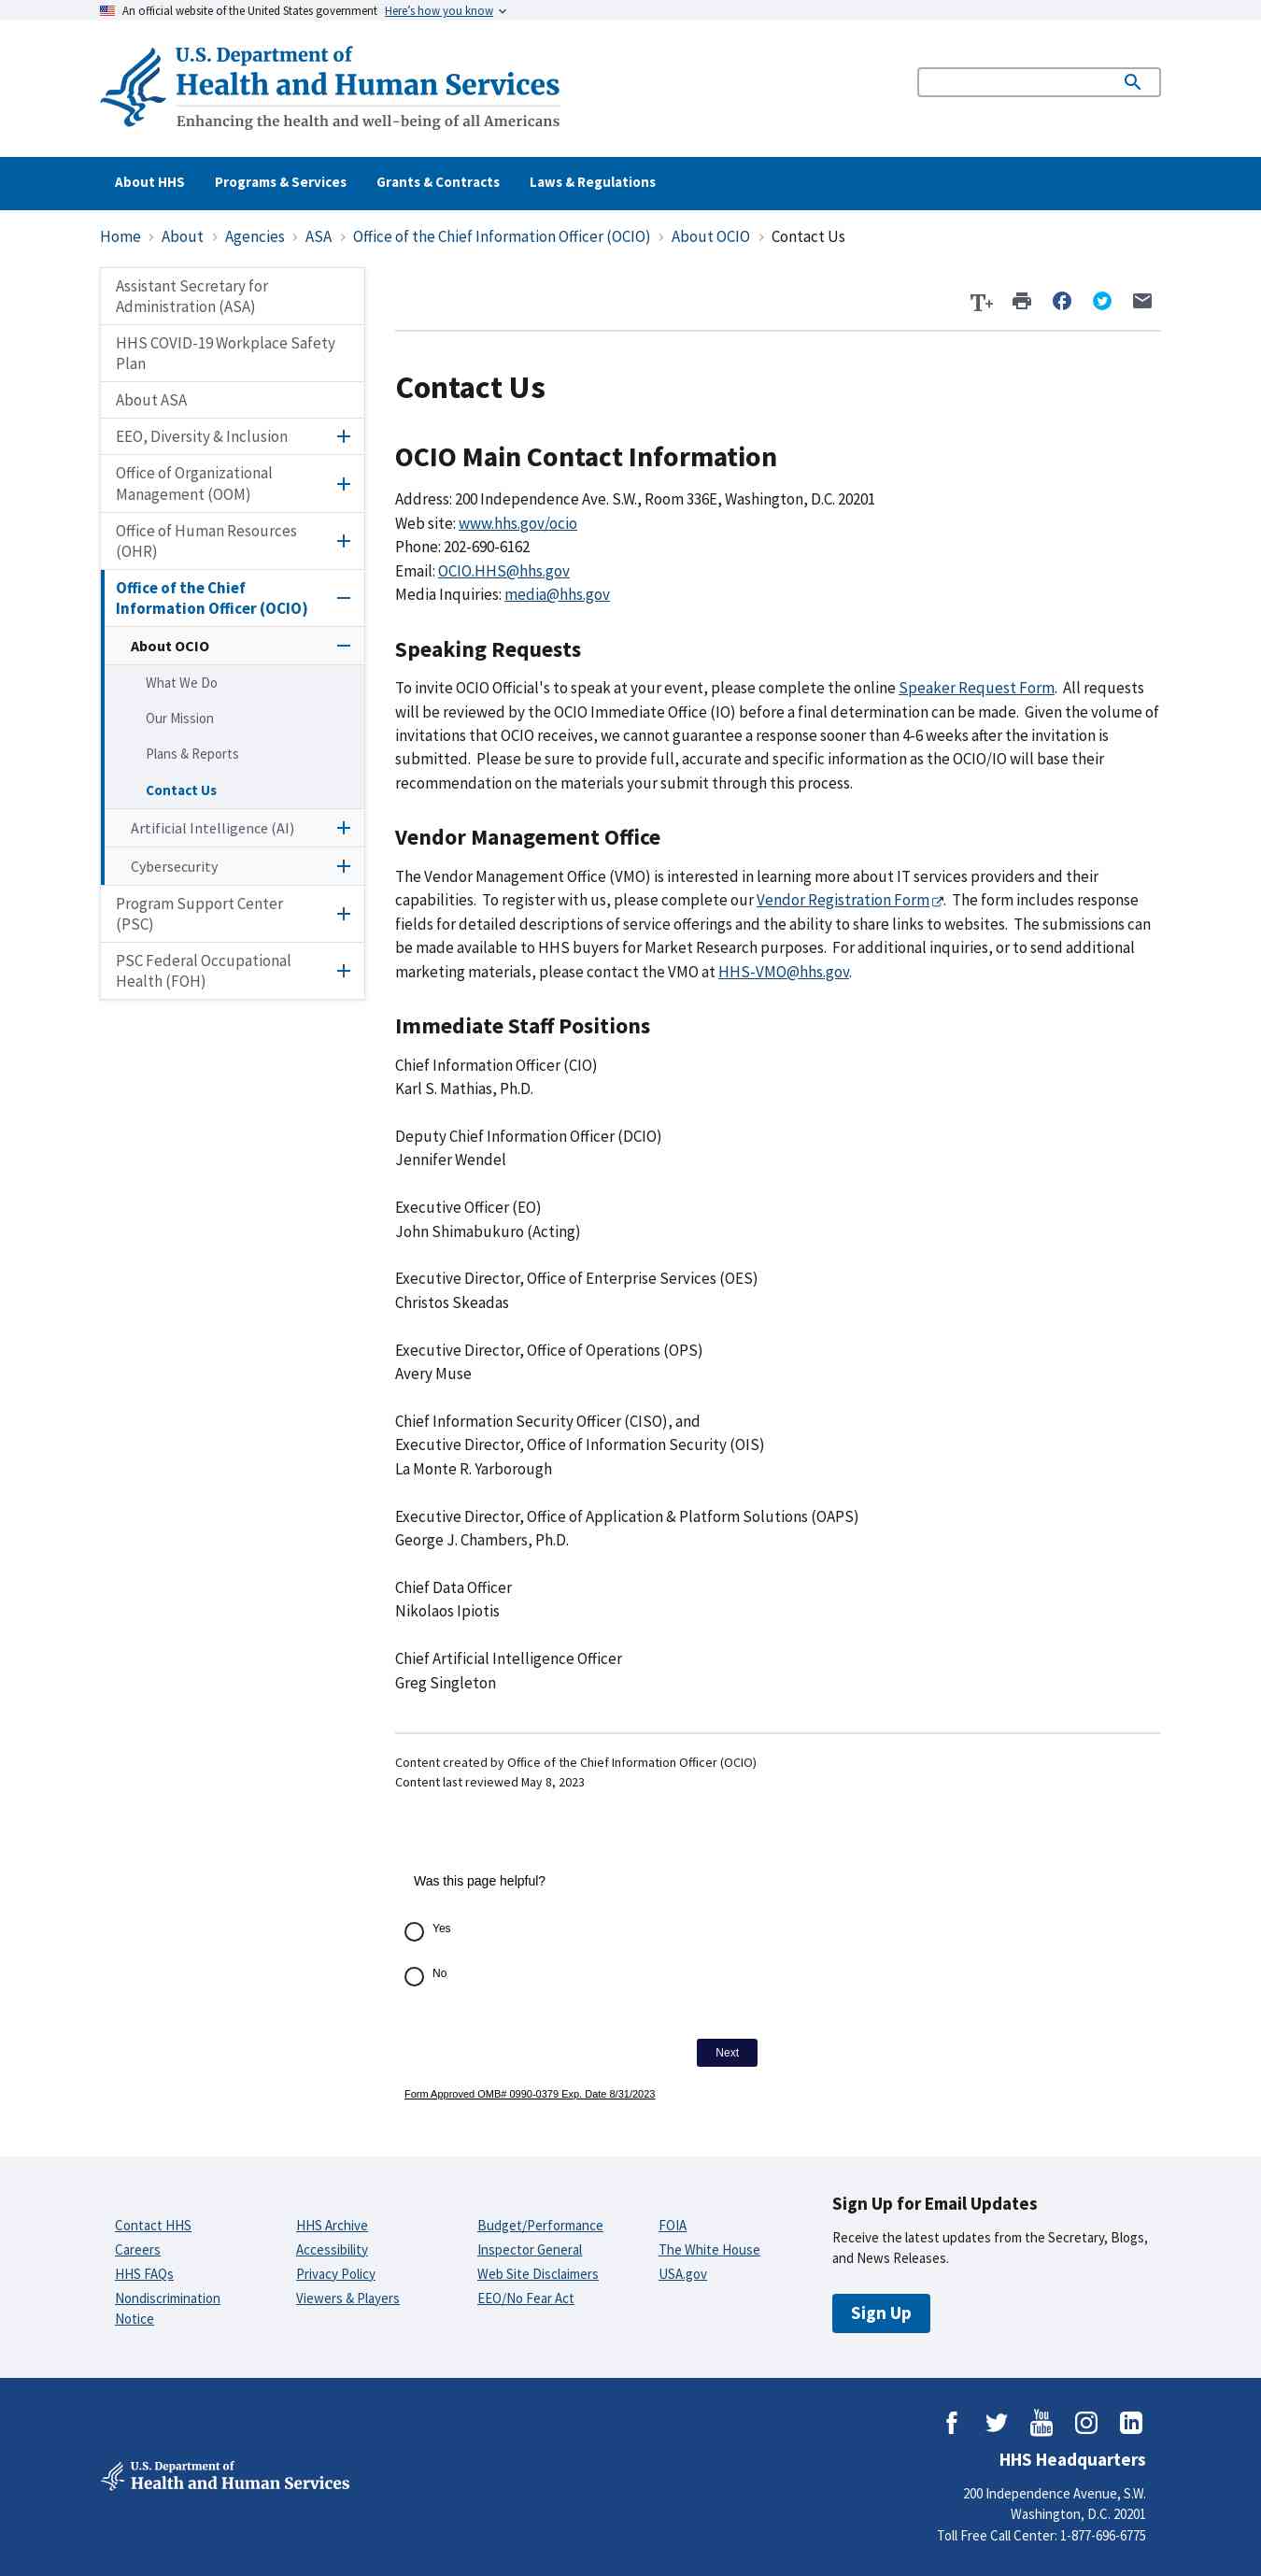 An official website of the United States government Here's how you know
U.S. Department of
Health and Human Services
Enhancing the health and well-being of all Americans
About HHS Programs & Services Grants & Contracts Laws & Regulations
Home About Agencies ASA Office of the Chief Information Officer (OCIO) About OCIO Contact Us
Assistant Secretary for
Administration (ASA)
HHS COVID-19 Workplace Safety
Plan
About ASA
EEO, Diversity & Inclusion
Office of Organizational
Management (OOM)
Office of Human Resources
(OHR)
Office of the Chief
Information Officer (OCIO)
About OCIO
What We Do
Our Mission
Plans & Reports
Contact Us
Artificial Intelligence (AI)
Cybersecurity
Program Support Center
(PSC)
PSC Federal Occupational
Health (FOH)
T+
Contact Us
OCIO Main Contact Information
Address: 200 Independence Ave. S.W., Room 336E, Washington, D.C. 20201
Web site: www.hhs.gov/ocio
Phone: 202-690-6162
Email: OCIO.HHS@hhs.gov
Media Inquiries: media@hhs.gov
Speaking Requests
To invite OCIO Official's to speak at your event, please complete the online Speaker Request Form. All requests
will be reviewed by the OCIO Immediate Office (IO) before a final determination can be made. Given the volume of
invitations that OCIO receives, we cannot guarantee a response sooner than 4-6 weeks after the invitation is
submitted. Please be sure to provide full, accurate and specific information as the OCIO/IO will base their
recommendation on the materials your submit through this process.
Vendor Management Office
The Vendor Management Office (VMO) is interested in learning more about IT services providers and their
capabilities. To register with us, please complete our Vendor Registration Form. The form includes response
fields for detailed descriptions of service offerings and the ability to share links to websites. The submissions can
be made available to HHS buyers for Market Research purposes. For additional inquiries, or to send additional
marketing materials, please contact the VMO at HHS-VMO@hhs.gov.
Immediate Staff Positions
Chief Information Officer (CIO)
Karl S. Mathias, Ph.D.
Deputy Chief Information Officer (DCIO)
Jennifer Wendel
Executive Officer (EO)
John Shimabukuro (Acting)
Executive Director, Office of Enterprise Services (OES)
Christos Skeadas
Executive Director, Office of Operations (OPS)
Avery Muse
Chief Information Security Officer (CISO), and
Executive Director, Office of Information Security (OIS)
La Monte R. Yarborough
Executive Director, Office of Application & Platform Solutions (OAPS)
George J. Chambers, Ph.D.
Chief Data Officer
Nikolaos Ipiotis
Chief Artificial Intelligence Officer
Greg Singleton
Content created by Office of the Chief Information Officer (OCIO)
Content last reviewed May 8, 2023
Was this page helpful?
Yes
No
Next
Form Approved OMB# 0990-0379 Exp. Date 8/31/2023
Contact HHS
Careers
HHS FAQs
Nondiscrimination
Notice
HHS Archive
Accessibility
Privacy Policy
Viewers & Players
Budget/Performance
Inspector General
Web Site Disclaimers
EEO/No Fear Act
FOIA
The White House
USA.gov
Sign Up for Email Updates
Receive the latest updates from the Secretary, Blogs,
and News Releases.
Sign Up
You
Tube
in
U.S. Department of
Health and Human Services
HHS Headquarters
200 Independence Avenue, S.W.
Washington, D.C. 20201
Toll Free Call Center: 1-877-696-6775